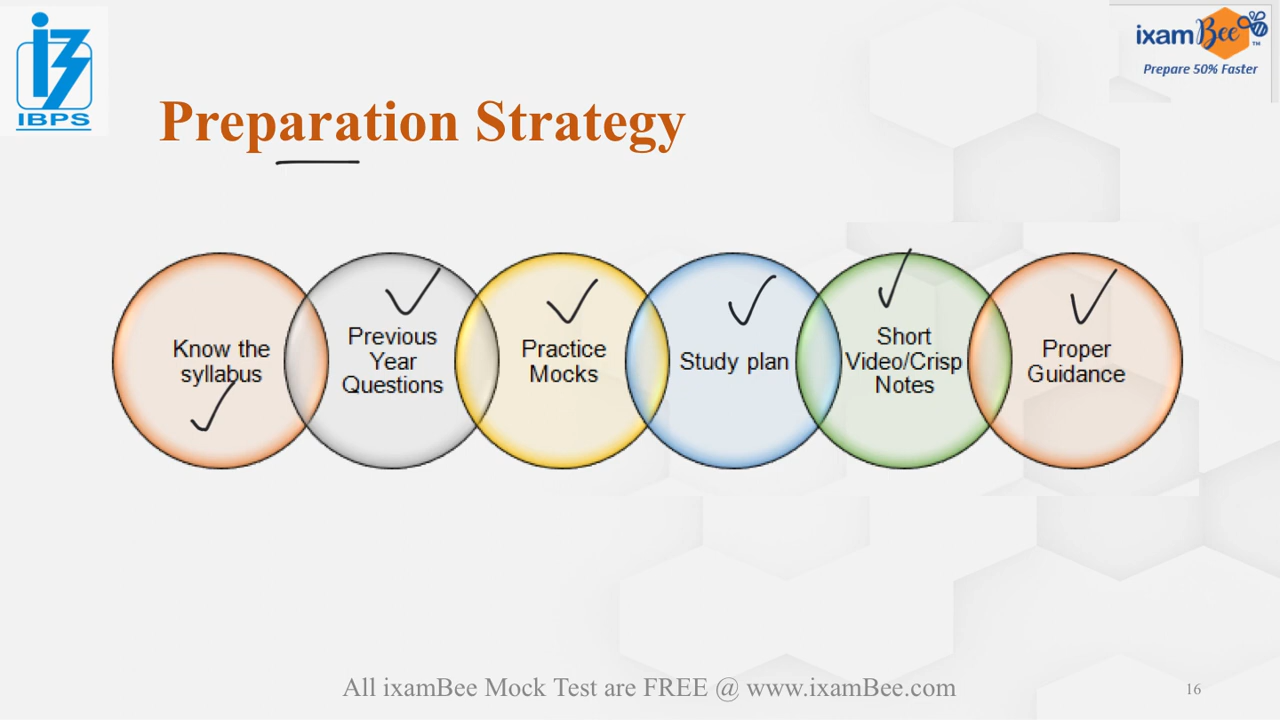 IBPS
ixamBee
TM
Prepare 50% Faster
Preparation Strategy
Know the
syllabus
Previous
Year
Questions
Practice
Mocks
Study plan
Short
Video/Crisp
Notes
Proper
Guidance
All ixamBee Mock Test are FREE @ www.ixamBee.com
16